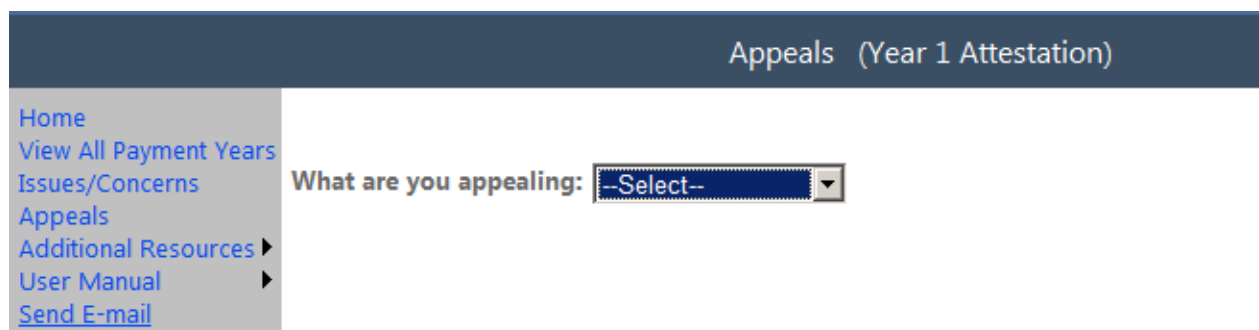 Appeals (Year 1 Attestation)
Home
View All Payment Years
Issues/Concerns
Appeals
Additional Resources
User Manual
Send E-mail
What are you appealing: --Select--